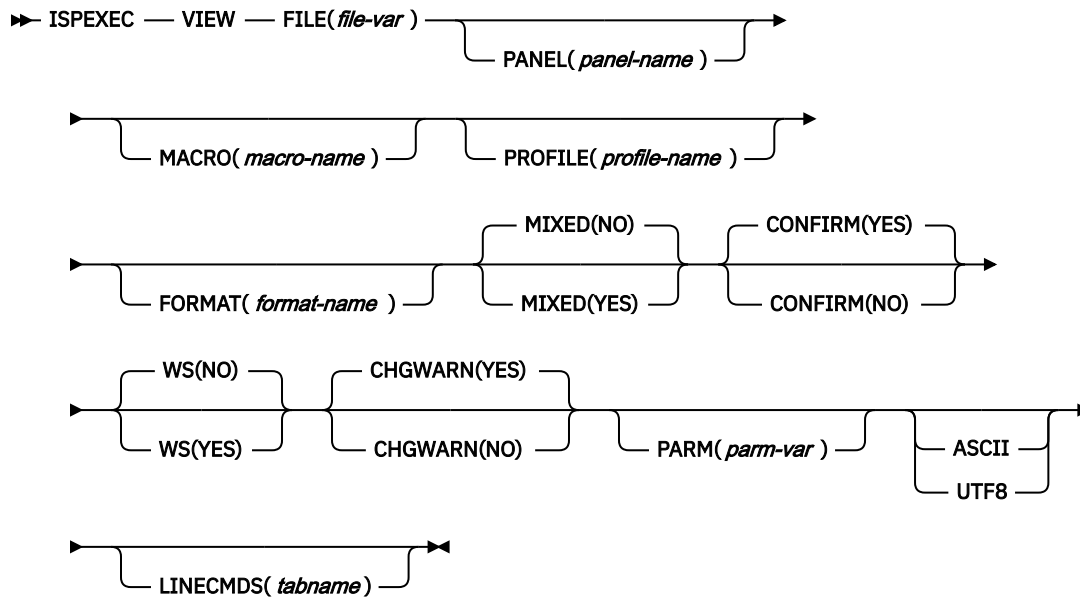 ISPEXEC VIEW FILE( file-var )
PANEL( panel-name )
MACRO( macro-name ) PROFILE( profile-name )
MIXED(NO) CONFIRM(YES)
FORMAT( format-name ) MIXED(YES) CONFIRM(NO)
WS(NO) CHGWARN(YES)
WS(YES) CHGWARN(NO) PARM( parm-var ) ASCII
UTF8
LINECMDS( tabname )